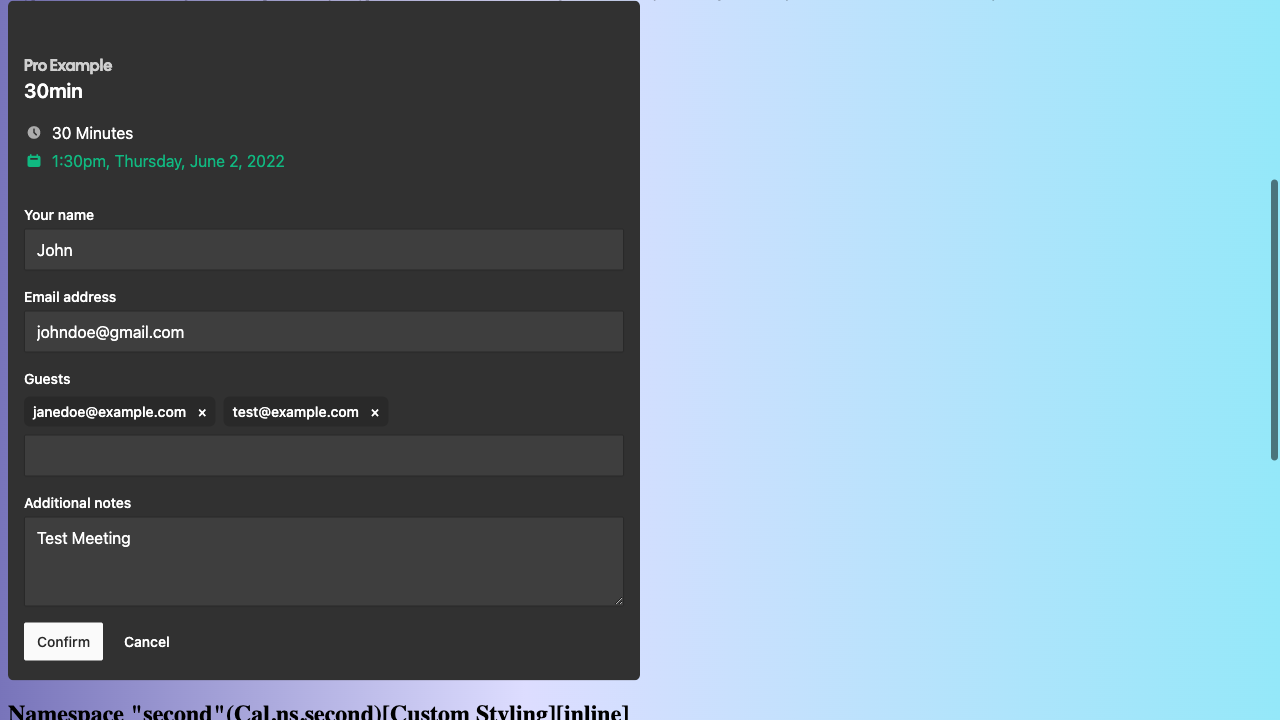 Pro Example
30min
30 Minutes
1:30pm, Thursday, June 2, 2022
Your name
John
Email address
johndoe@gmail.com
Guests
janedoe@example.com × test@example.com ×
Additional notes
Test Meeting
Confirm Cancel
Namespace "second"(Cal.ns.second)[Custom Styling][inline]